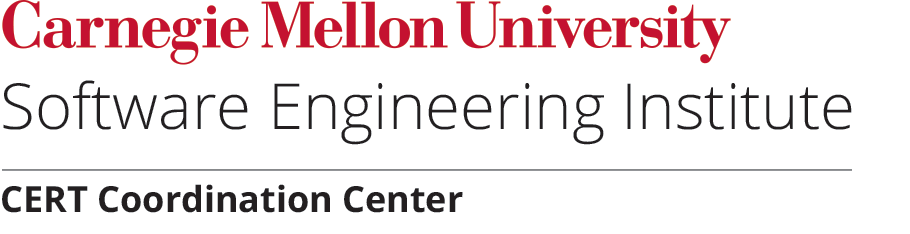 Carnegie Mellon University
Software Engineering Institute
CERT Coordination Center